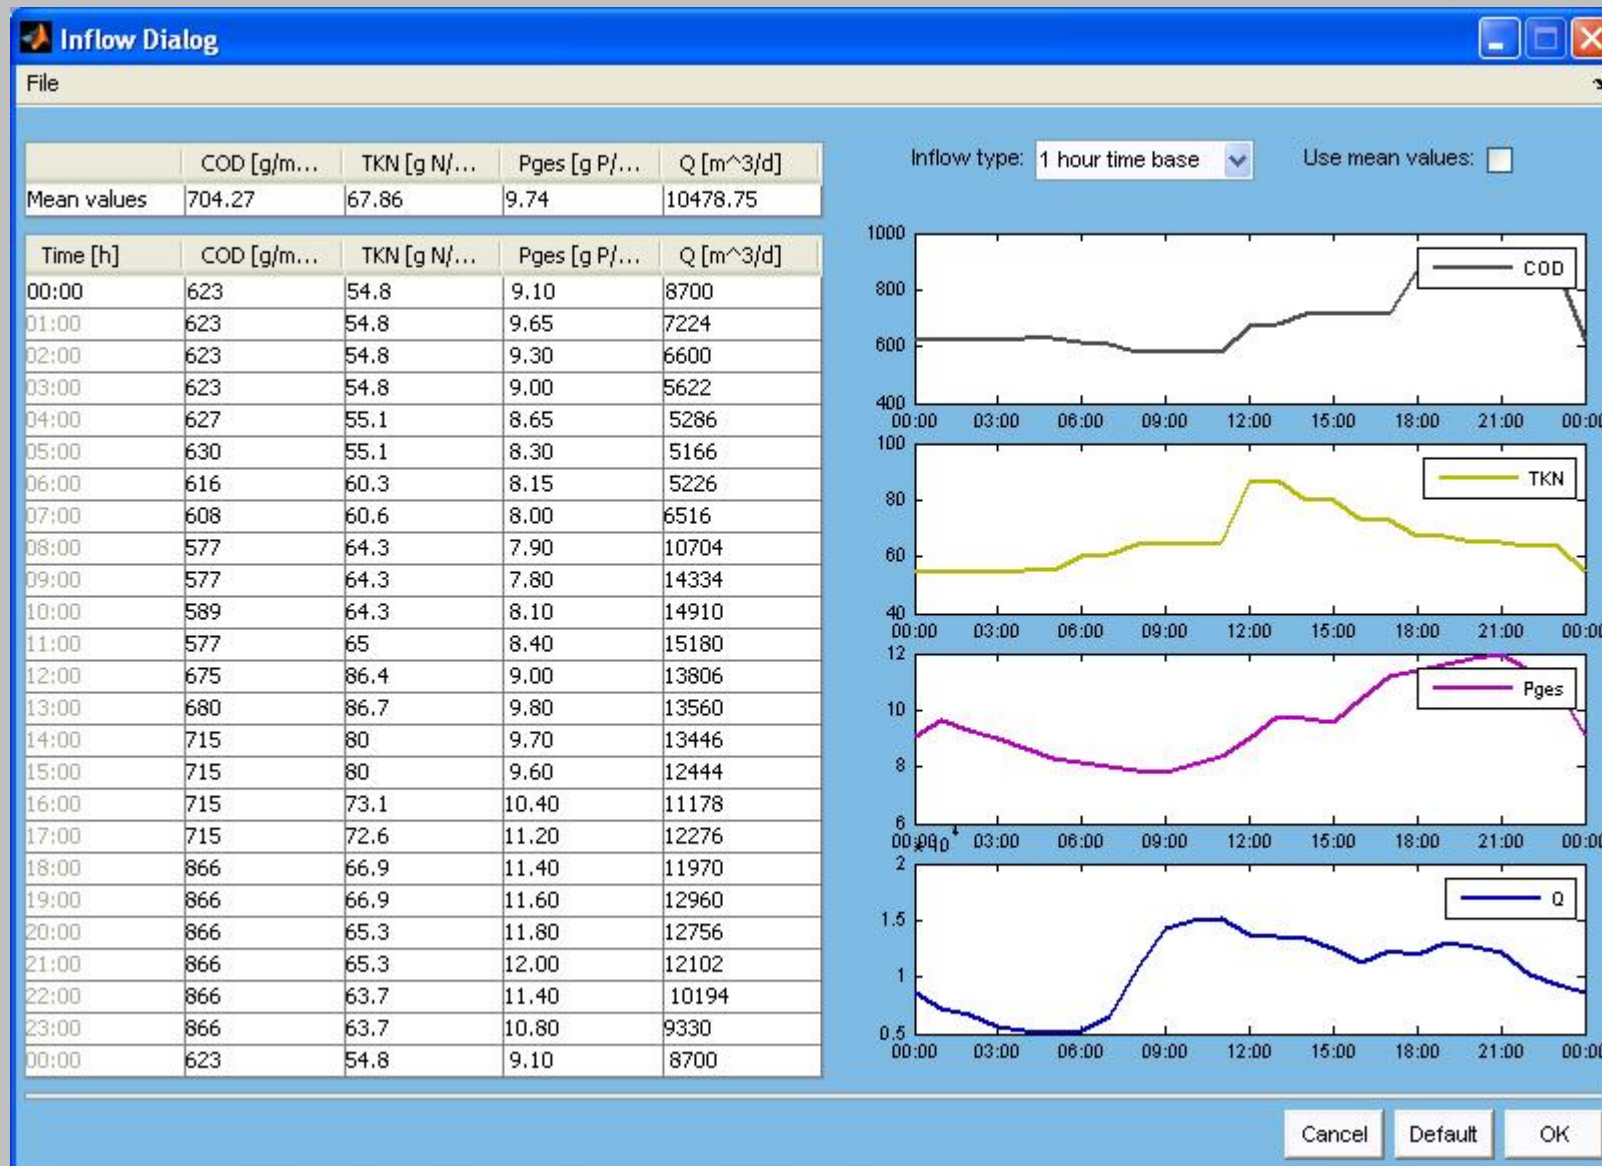 Inflow Dialog
File
COD [g/m... TKN [g N/... Pges [g P/... Q [m^3/d]
Mean values 704.27 67.86 9.74 10478.75
Time [h] COD [g/m... TKN [g N/... Pges [g P/... Q [m^3/d]
00:00 623 54.8 9.10 8700
01:00 623 54.8 9.65 7224
02:00 623 54.8 9.30 6600
03:00 623 54.8 9.00 5622
04:00 627 55.1 8.65 5286
05:00 630 55.1 8.30 5166
06:00 616 60.3 8.15 5226
07:00 608 60.6 8.00 6516
08:00 577 64.3 7.90 10704
09:00 577 64.3 7.80 14334
10:00 589 64.3 8.10 14910
11:00 577 65 8.40 15180
12:00 675 86.4 9.00 13806
13:00 680 86.7 9.80 13560
14:00 715 80 9.70 13446
15:00 715 80 9.60 12444
16:00 715 73.1 10.40 11178
17:00 715 72.6 11.20 12276
18:00 866 66.9 11.40 11970
19:00 866 66.9 11.60 12960
20:00 866 65.3 11.80 12756
21:00 866 65.3 12.00 12102
22:00 866 63.7 11.40 10194
23:00 866 63.7 10.80 9330
00:00 623 54.8 9.10 8700
Inflow type: 1 hour time base Use mean values:
1000
COD
800
600
400
00:00 03:00 06:00 09:00 12:00 15:00 18:00 21:00 00:00
100
TKN
80
60
40
00:00 03:00 06:00 09:00 12:00 15:00 18:00 21:00 00:00
12
Pges
10
8
6
00:00 03:00 06:00 09:00 12:00 15:00 18:00 21:00 00:00
x 10^4
2
Q
1.5
1
0.5
00:00 03:00 06:00 09:00 12:00 15:00 18:00 21:00 00:00
Cancel Default OK